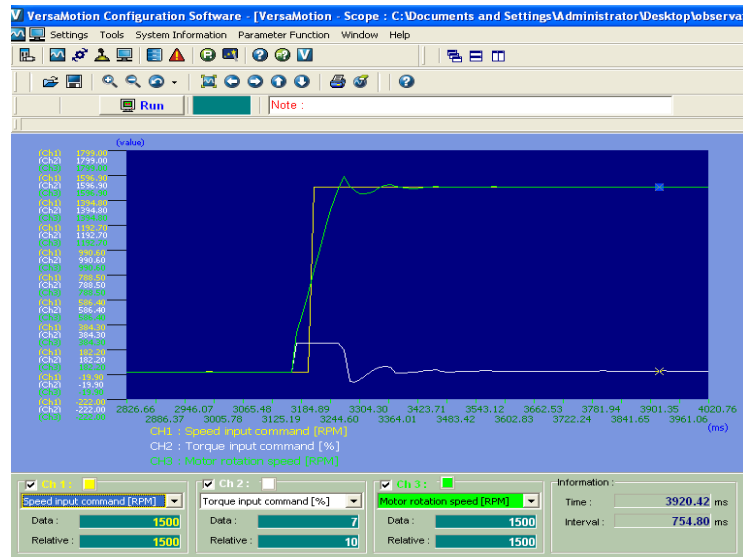 VersaMotion Configuration Software - [VersaMotion - Scope : C:\Documents and Settings\Administrator\Desktop\observa
Settings Tools System Information Parameter Function Window Help
Run Note :
(value)
(Ch1) 1799.00
(Ch2) 1799.00
(Ch1) 1596.90
(Ch2) 1596.90
(Ch1) 1394.80
(Ch2) 1394.80
(Ch1) 1192.70
(Ch2) 1192.70
(Ch1) 990.60
(Ch2) 990.60
(Ch1) 788.50
(Ch2) 788.50
(Ch1) 586.40
(Ch2) 586.40
(Ch1) 384.30
(Ch2) 384.30
(Ch1) 182.20
(Ch2) 182.20
(Ch1) -19.90
(Ch2) -19.90
(Ch1) -222.00
(Ch2) -222.00
2826.66 2946.07 3065.48 3184.89 3304.30 3423.71 3543.12 3662.53 3781.94 3901.35 4020.76
2886.37 3005.78 3125.19 3244.60 3364.01 3483.42 3602.83 3722.24 3841.65 3961.06
(ms)
CH1 : Speed input command [RPM]
CH2 : Torque input command [%]
CH3 : Motor rotation speed [RPM]
Ch 1 : Ch 2 : Ch 3 : Information :
Speed input command [RPM] Torque input command [%] Motor rotation speed [RPM] Time : 3920.42 ms
Data : 1500 Data : 7 Data : 1500 Interval : 754.80 ms
Relative : 1500 Relative : 10 Relative : 1500